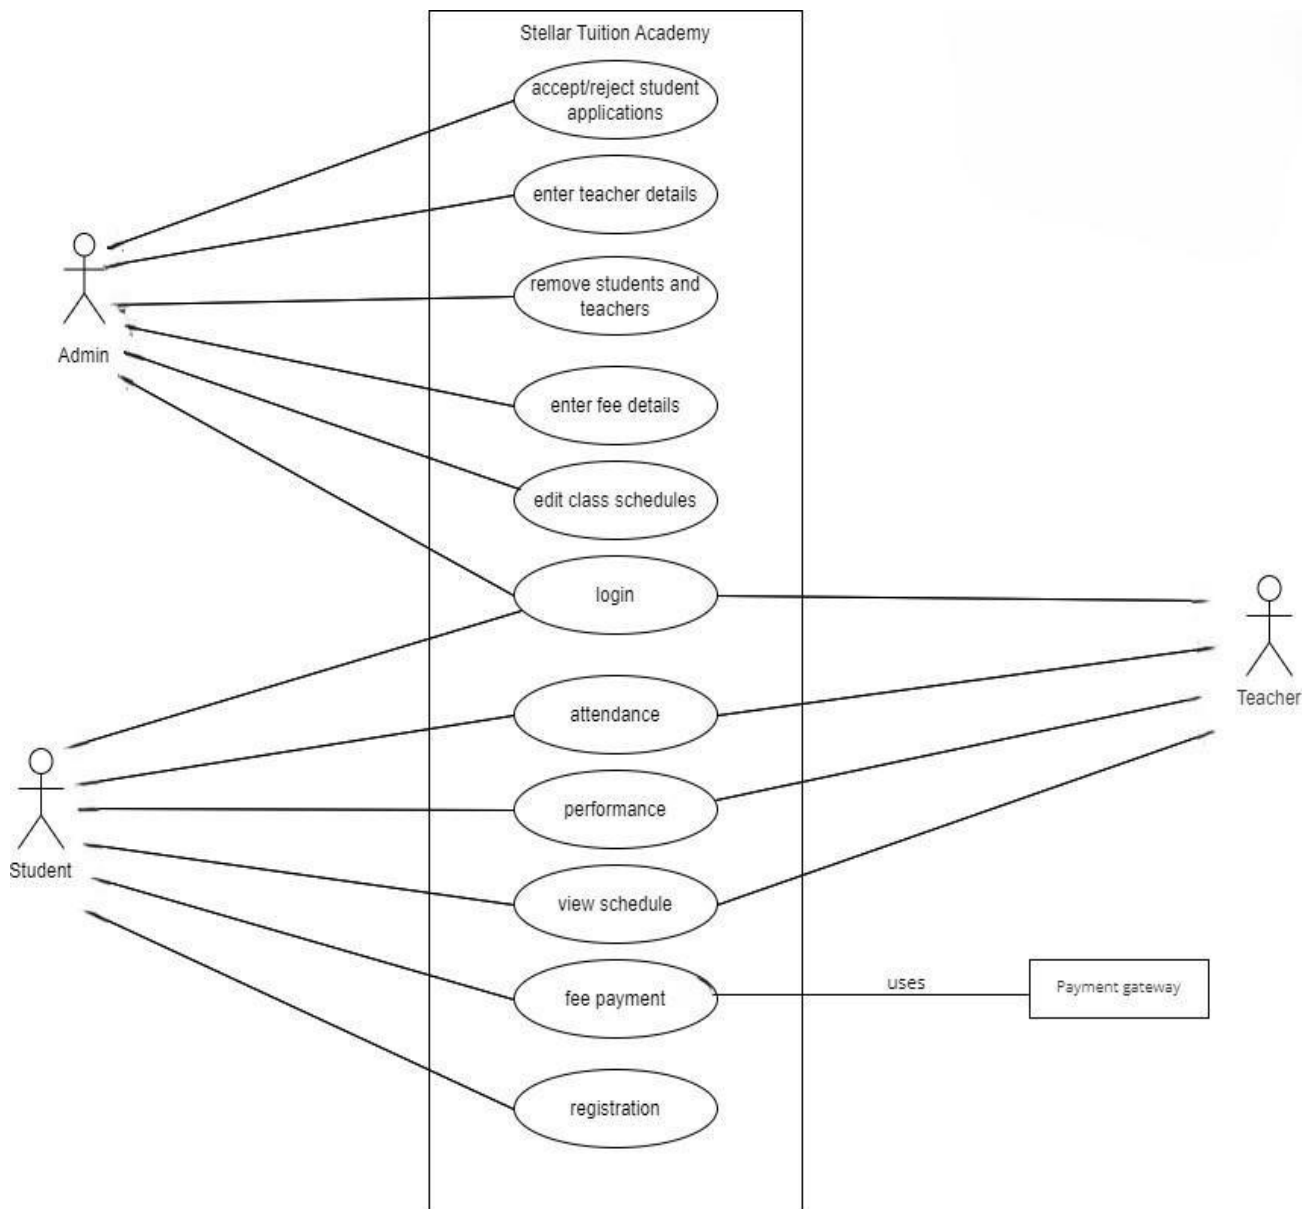 Stellar Tuition Academy
accept/reject student
applications
enter teacher details
remove students and
teachers
Admin
enter fee details
edit class schedules
login
Teacher
attendance
performance
Student
view schedule
fee payment
uses
Payment gateway
registration